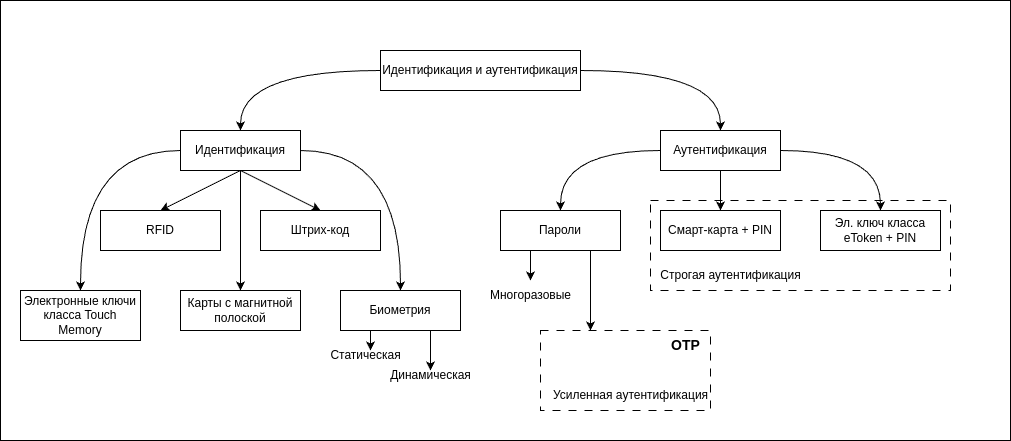 Идентификация и аутентификация
Идентификация
Аутентификация
RFID
Штрих-код
Пароли
Смарт-карта + PIN
Эл. ключ класса
eToken + PIN
Строгая аутентификация
Электронные ключи
класса Touch
Memory
Карты с магнитной
полоской
Биометрия
Многоразовые
Статическая
Динамическая
OTP
Усиленная аутентификация